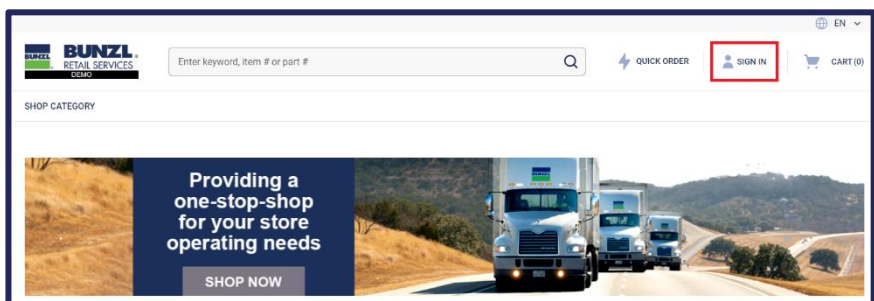 EN
BUNZL
BUNZL
RETAIL SERVICES
DEMO
Enter keyword, item # or part #
QUICK ORDER
SIGN IN
CART (0)
SHOP CATEGORY
Providing a
one-stop-shop
for your store
operating needs
SHOP NOW